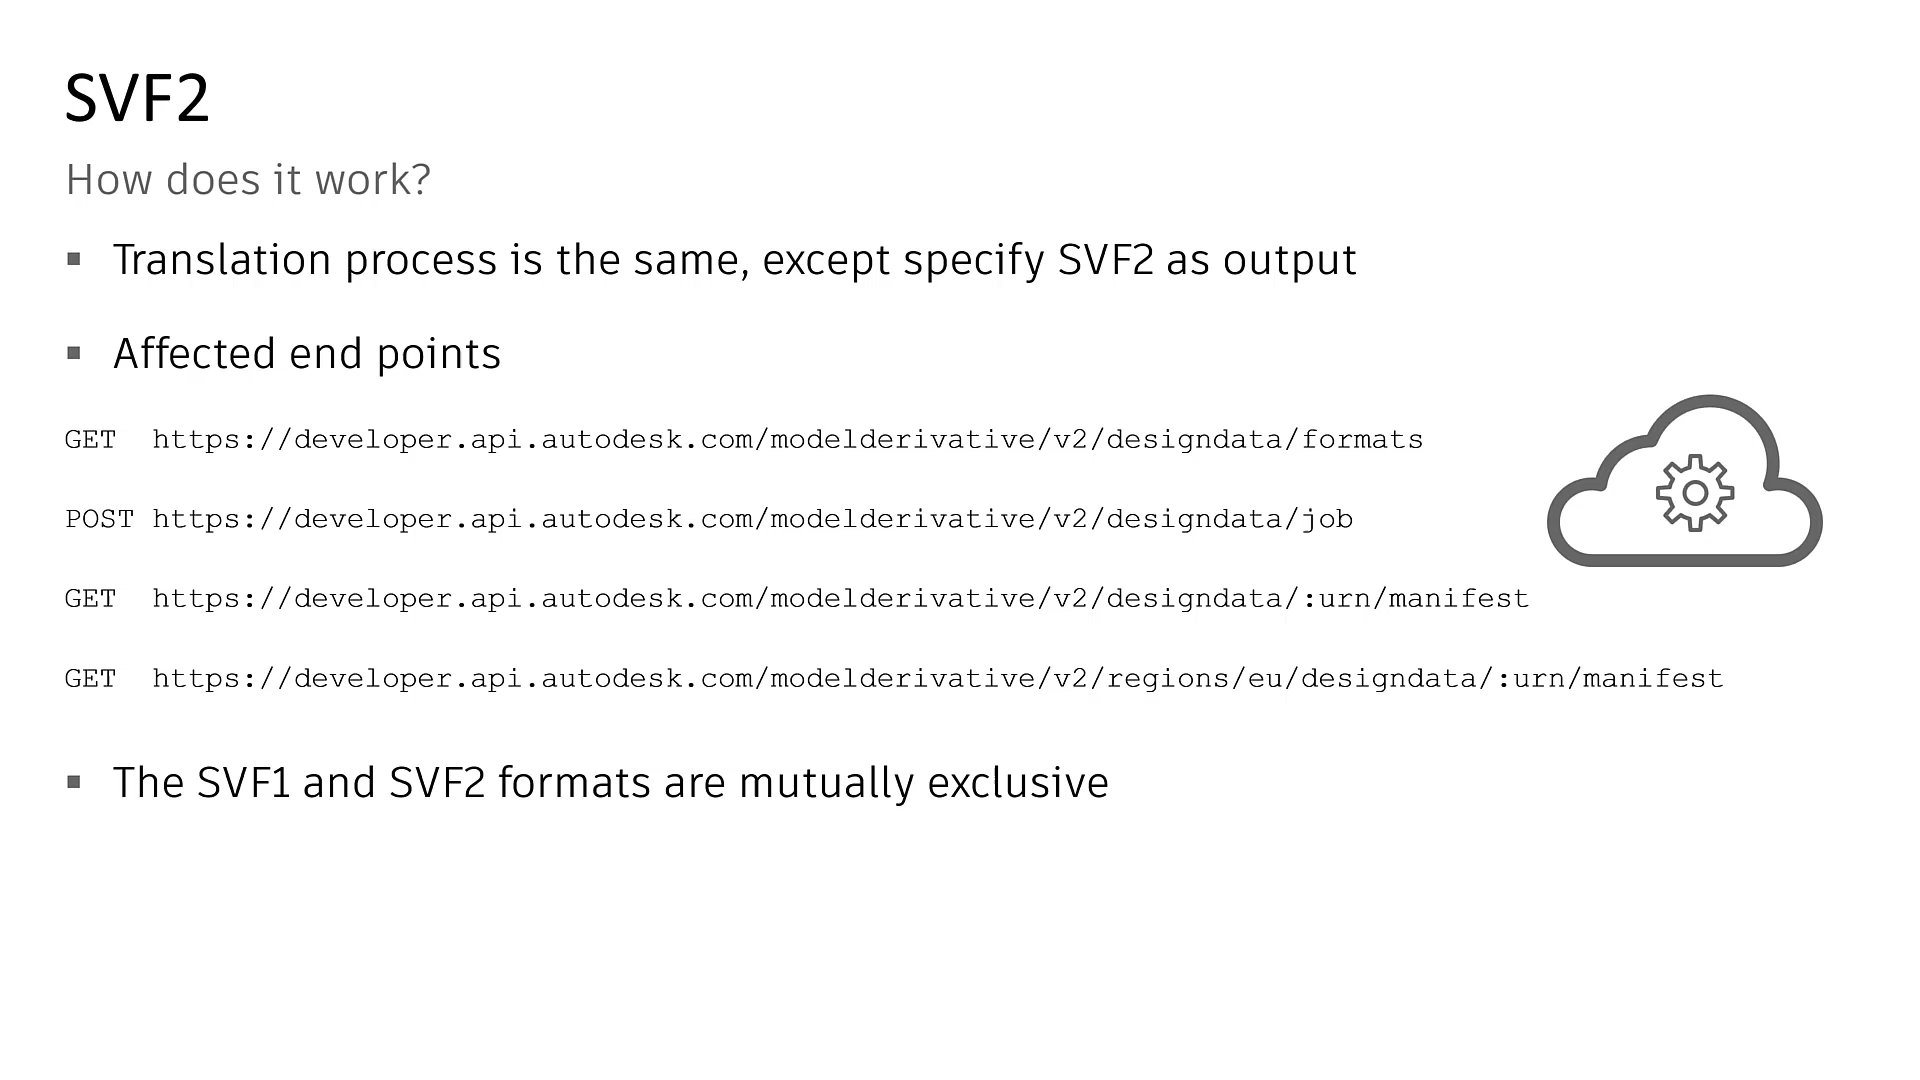 SVF2
How does it work?
▪ Translation process is the same, except specify SVF2 as output
▪ Affected end points
GET https://developer.api.autodesk.com/modelderivative/v2/designdata/formats
POST https://developer.api.autodesk.com/modelderivative/v2/designdata/job
GET https://developer.api.autodesk.com/modelderivative/v2/designdata/:urn/manifest
GET https://developer.api.autodesk.com/modelderivative/v2/regions/eu/designdata/:urn/manifest
▪ The SVF1 and SVF2 formats are mutually exclusive